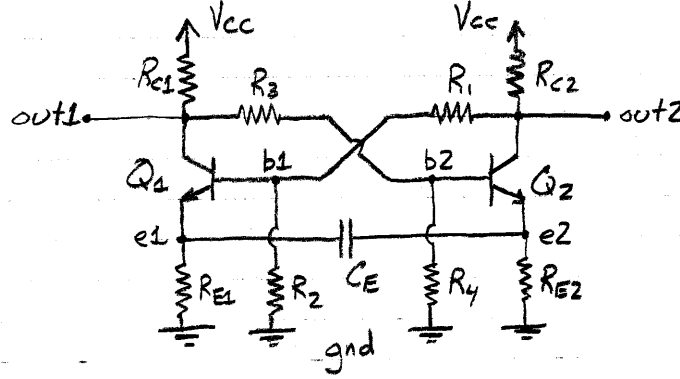 Vcc Vcc
RC1 R3 R1 RC2
out1 out2
Q1 b1 b2 Q2
e1 e2
RE1 R2 CE R4 RE2
gnd